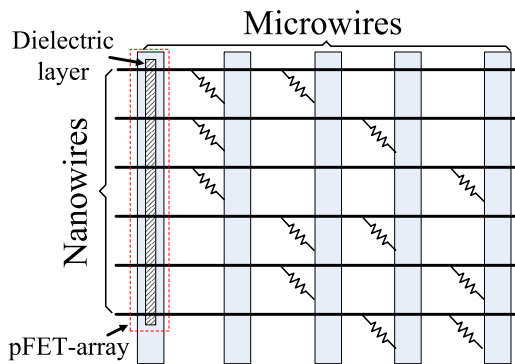 Microwires
Dielectric
layer
Nanowires
pFET-array